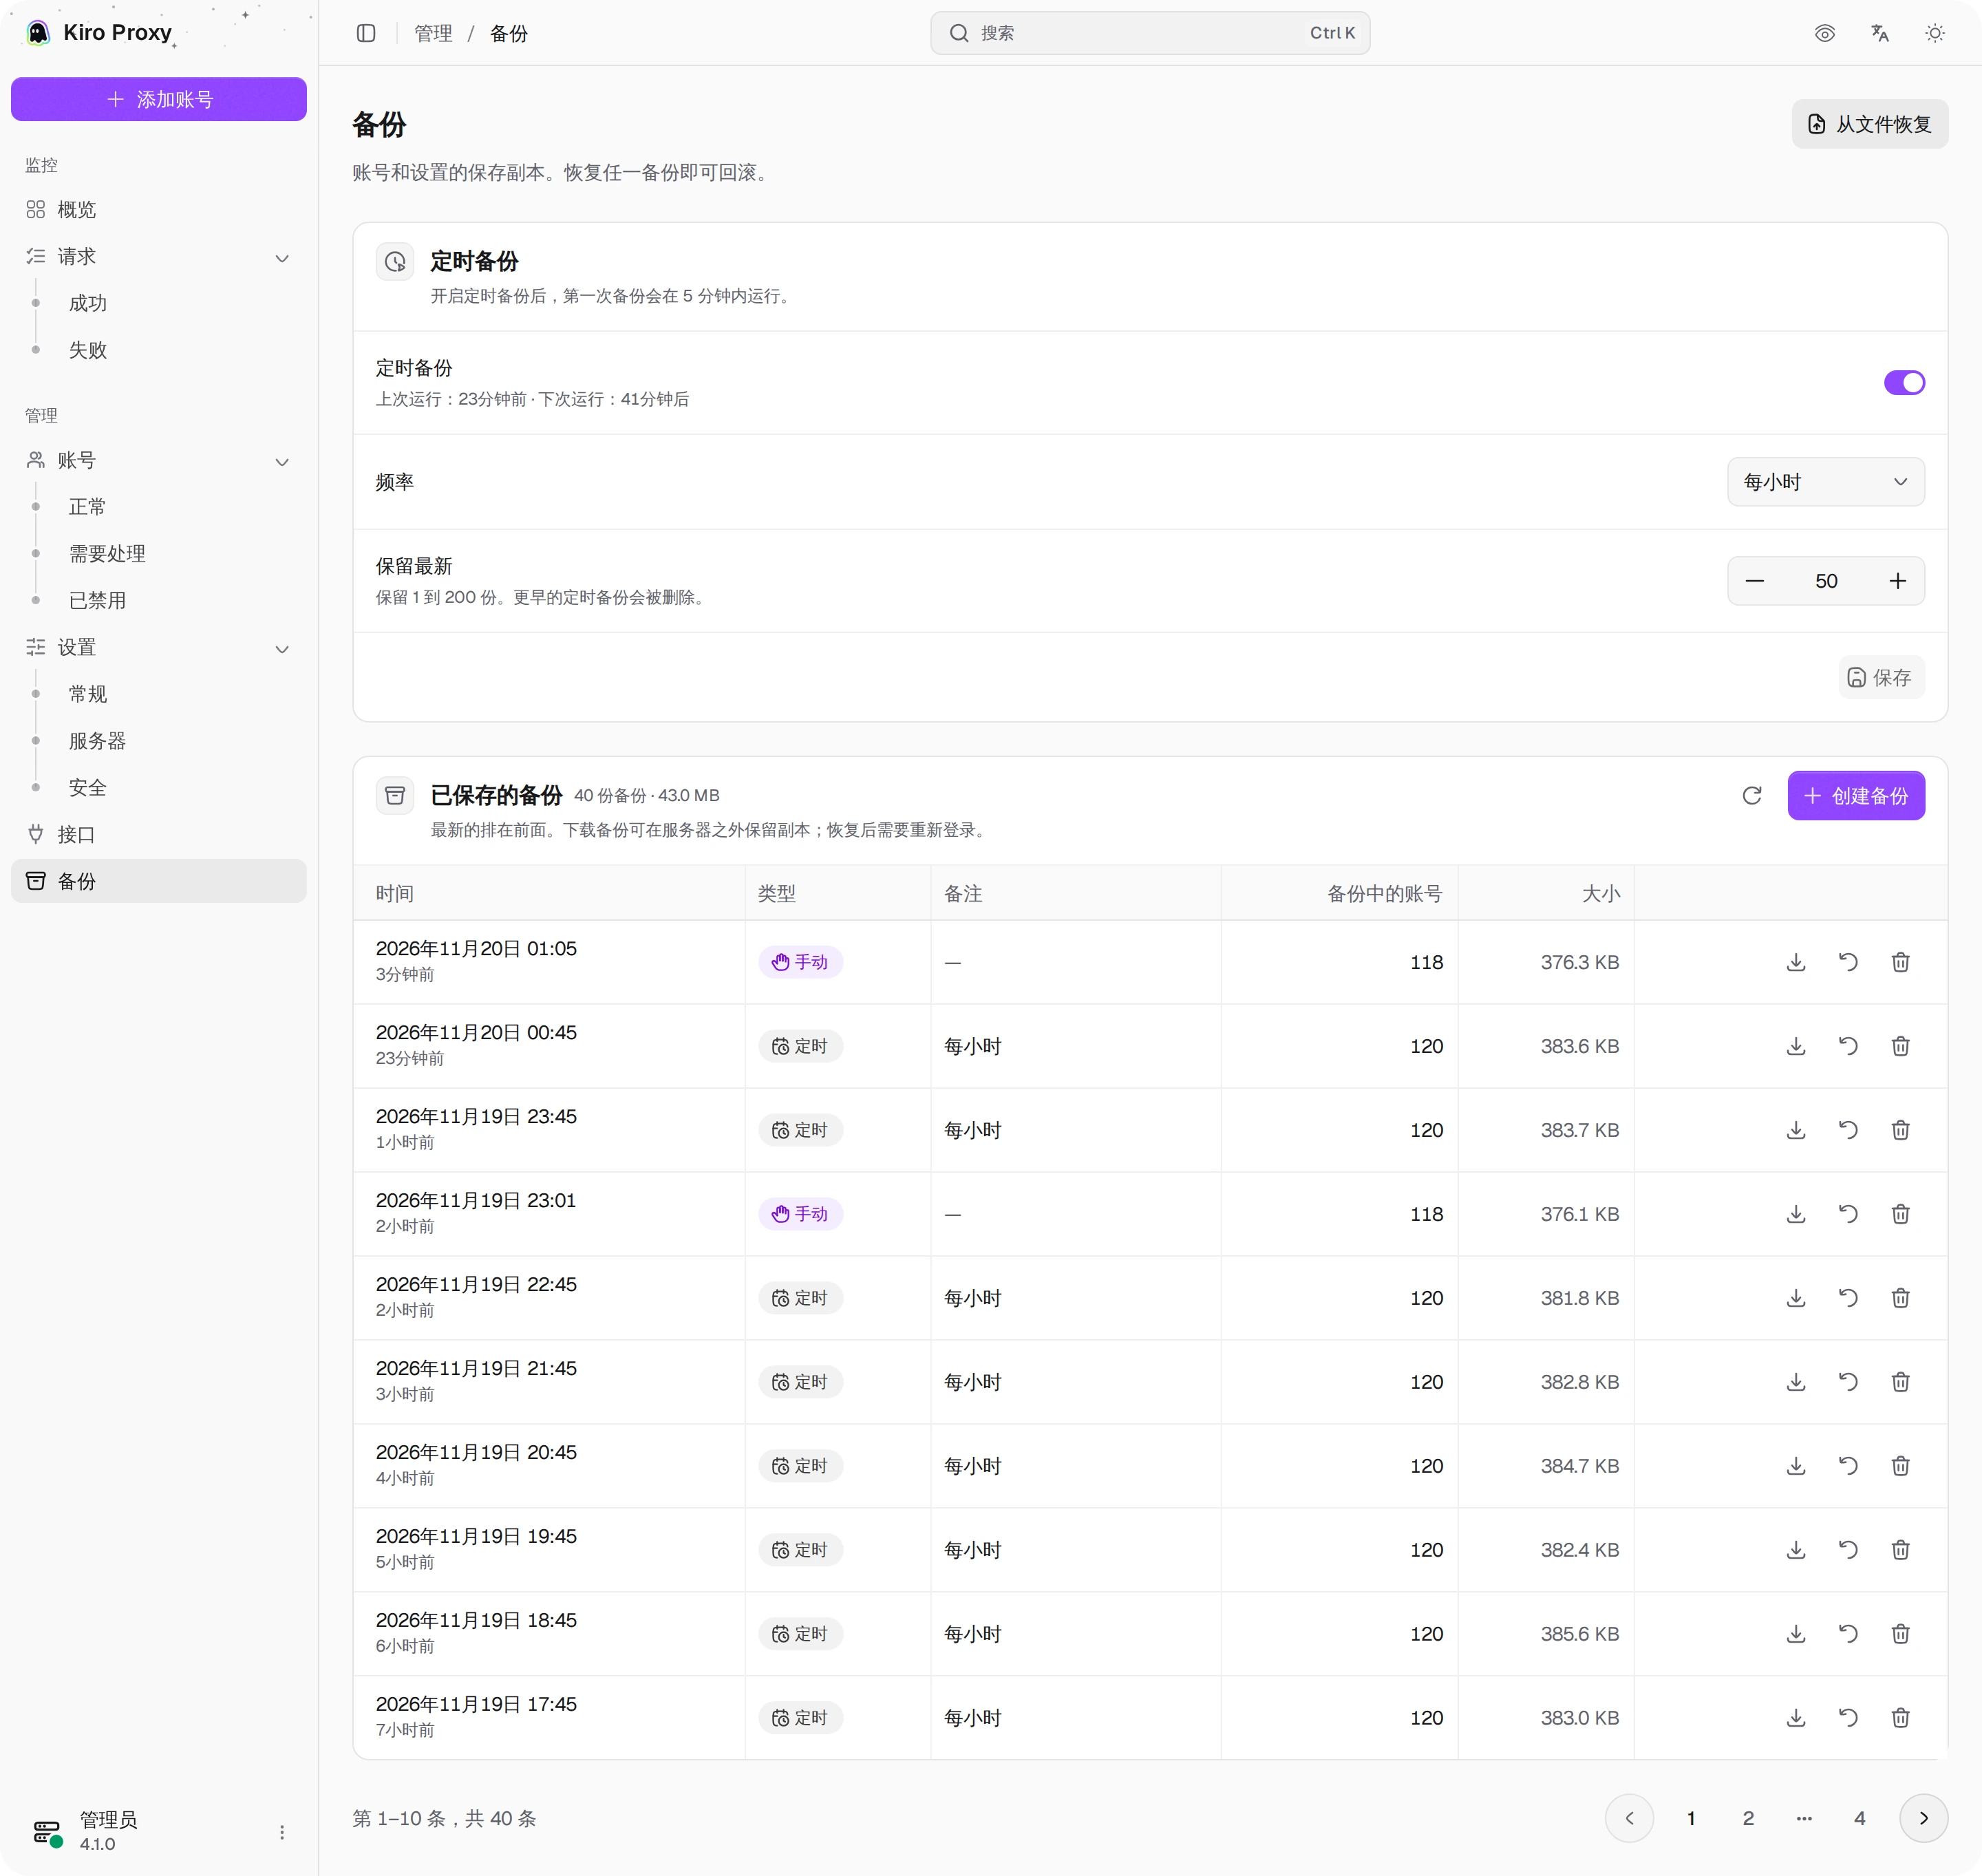 Kiro Proxy
管理 / 备份
搜索
Ctrl K
添加账号
监控
概览
请求
成功
失败
管理
账号
正常
需要处理
已禁用
设置
常规
服务器
安全
接口
备份
管理员
4.1.0
备份
从文件恢复
账号和设置的保存副本。恢复任一备份即可回滚。
定时备份
开启定时备份后，第一次备份会在 5 分钟内运行。
定时备份
上次运行：23分钟前 · 下次运行：41分钟后
频率
每小时
保留最新
保留 1 到 200 份。更早的定时备份会被删除。
50
保存
已保存的备份 40 份备份 · 43.0 MB
创建备份
最新的排在前面。下载备份可在服务器之外保留副本；恢复后需要重新登录。
时间 类型 备注 备份中的账号 大小
2026年11月20日 01:05
3分钟前
手动 — 118 376.3 KB
2026年11月20日 00:45
23分钟前
定时 每小时 120 383.6 KB
2026年11月19日 23:45
1小时前
定时 每小时 120 383.7 KB
2026年11月19日 23:01
2小时前
手动 — 118 376.1 KB
2026年11月19日 22:45
2小时前
定时 每小时 120 381.8 KB
2026年11月19日 21:45
3小时前
定时 每小时 120 382.8 KB
2026年11月19日 20:45
4小时前
定时 每小时 120 384.7 KB
2026年11月19日 19:45
5小时前
定时 每小时 120 382.4 KB
2026年11月19日 18:45
6小时前
定时 每小时 120 385.6 KB
2026年11月19日 17:45
7小时前
定时 每小时 120 383.0 KB
第 1–10 条，共 40 条
1 2 ··· 4